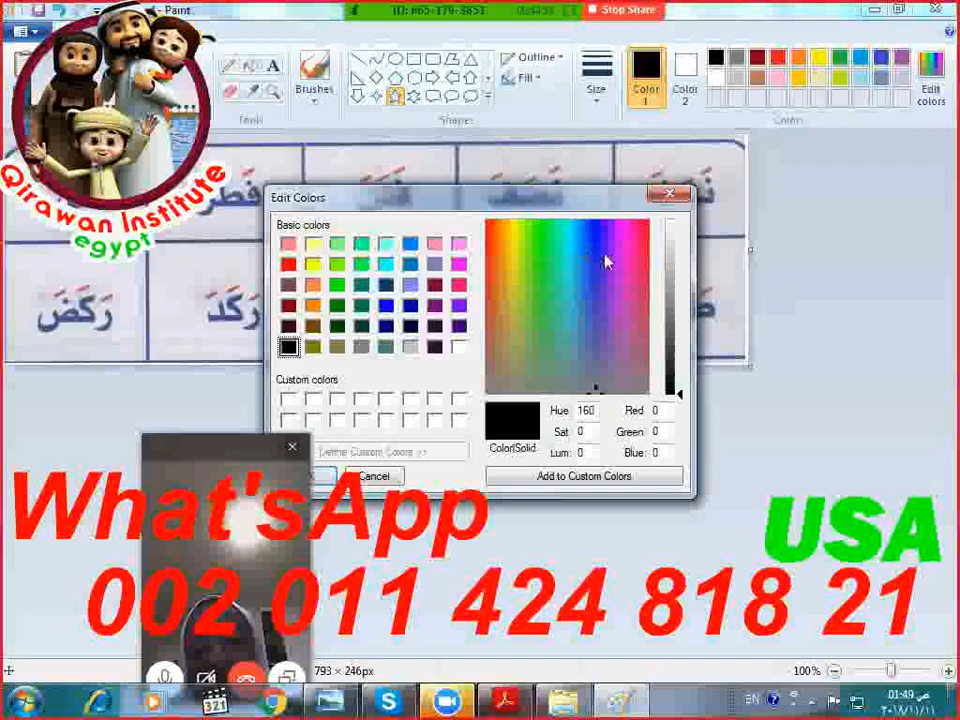 - Paint
Stop Share
Outline
Fill
Brushes
Size
Color 1
Color 2
Edit colors
Tools
Shapes
Colors
Qirawan Institute
egypt
Edit Colors
Basic colors
Custom colors
Define Custom Colors >>
Cancel
Color|Solid
Hue 160
Sat 0
Lum: 0
Red 0
Green: 0
Blue: 0
Add to Custom Colors
رَكَضَ
What'sApp
002 011 424 818 21
USA
793 × 246px
100%
321
EN
01:49 ص